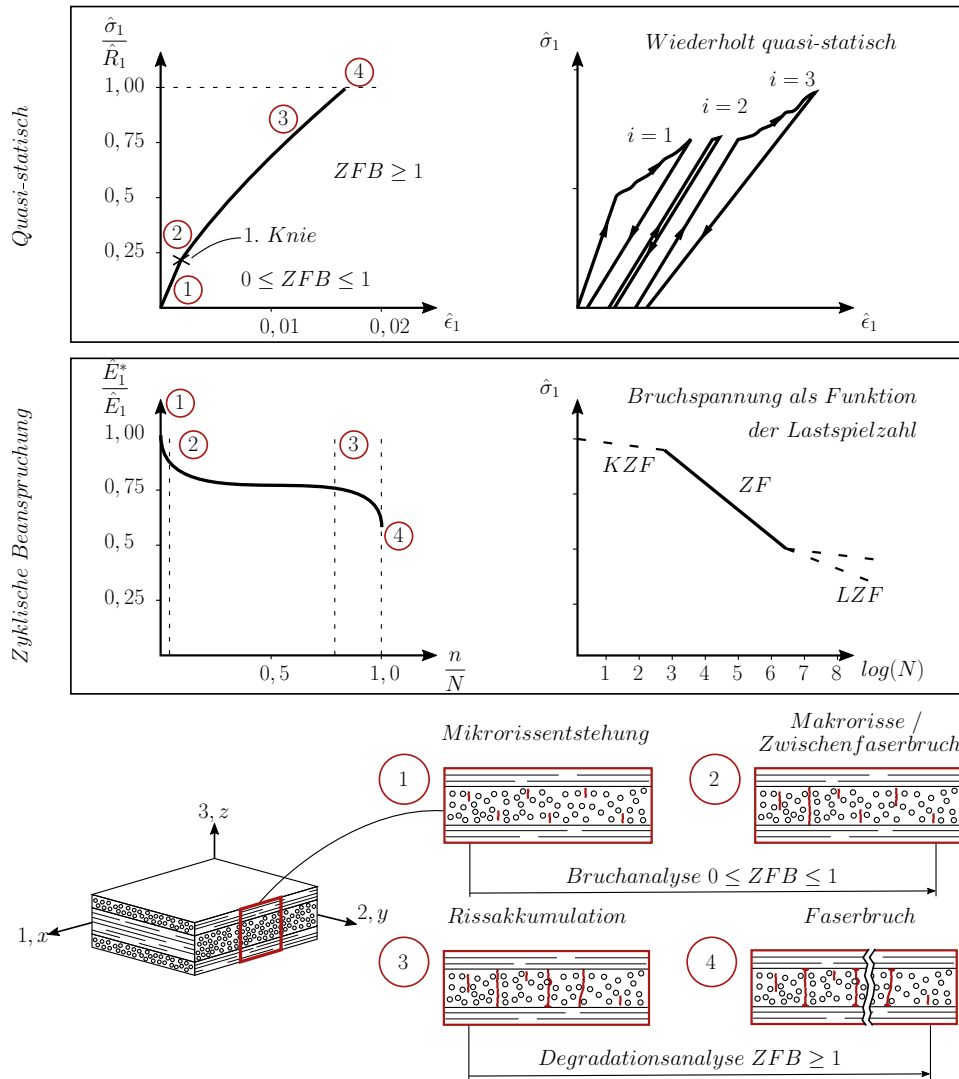 Quasi-statisch
σ̂₁
R̂₁
1,00
0,75
0,5
0,25
4
3
2
1
ZFB ≥ 1
1. Knie
0 ≤ ZFB ≤ 1
0,01
0,02
ε̂₁
σ̂₁
Wiederholt quasi-statisch
i = 1
i = 2
i = 3
ε̂₁
Zyklische Beanspruchung
Ê₁*
Ê₁
1,00
0,75
0,5
0,25
1
2
3
4
0,5
1,0
n
N
σ̂₁
Bruchspannung als Funktion
der Lastspielzahl
KZF
ZF
LZF
1 2 3 4 5 6 7 8
log(N)
3, z
1, x
2, y
Mikrorissentstehung
1
Makrorisse /
Zwischenfaserbruch
2
Bruchanalyse 0 ≤ ZFB ≤ 1
Rissakkumulation
3
Faserbruch
4
Degradationsanalyse ZFB ≥ 1